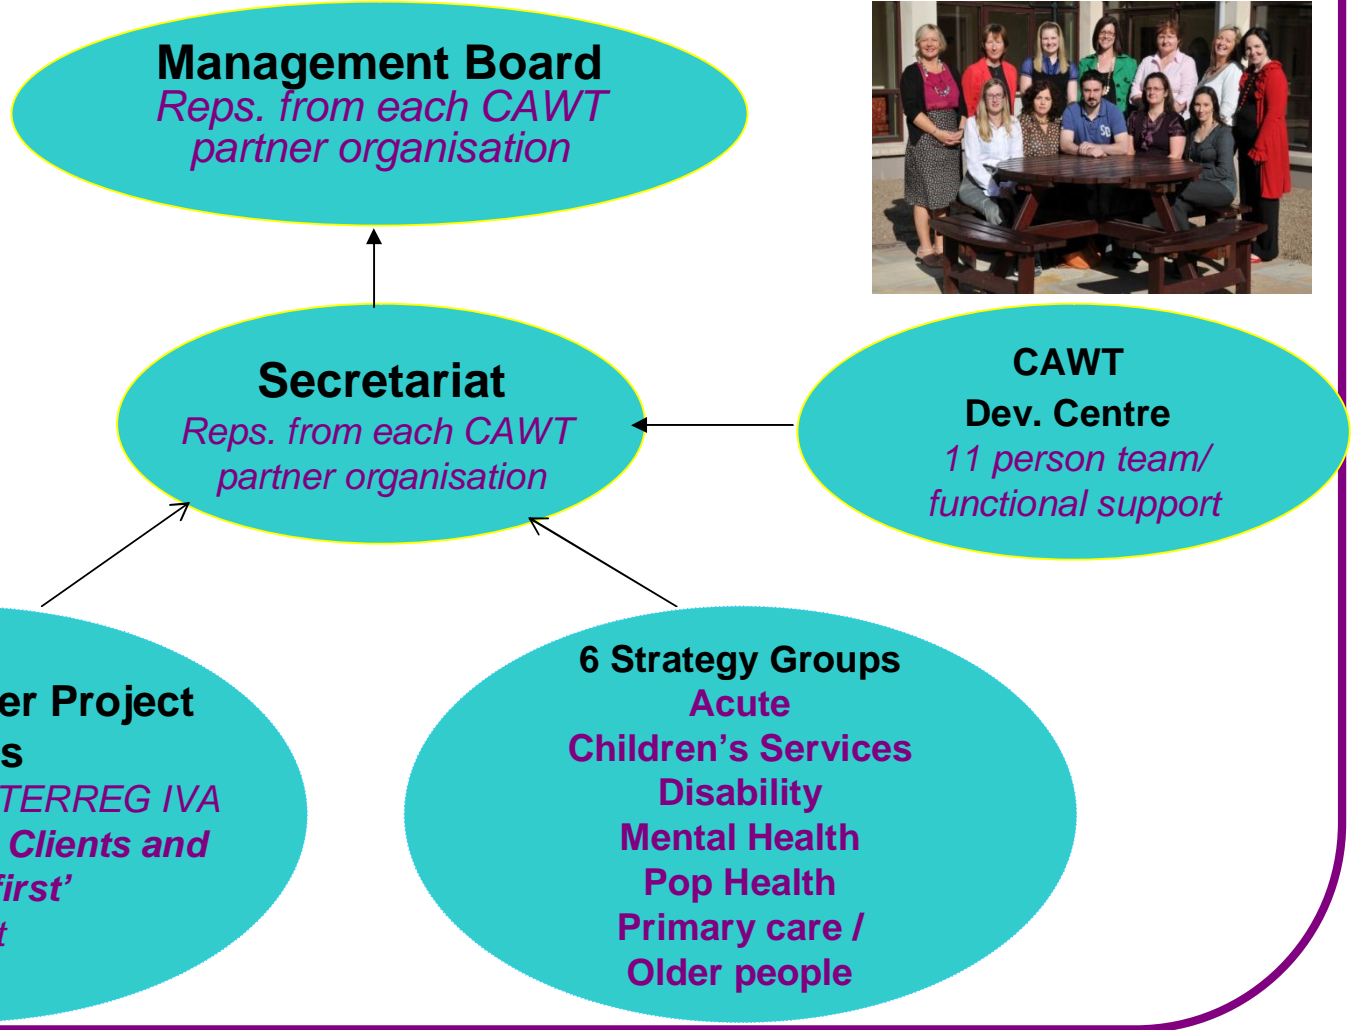 Management Board
Reps. from each CAWT
partner organisation
Secretariat
Reps. from each CAWT
partner organisation
CAWT
Dev. Centre
11 person team/
functional support
er Project
s
TERREG IVA
Clients and
first’
t
6 Strategy Groups
Acute
Children’s Services
Disability
Mental Health
Pop Health
Primary care /
Older people